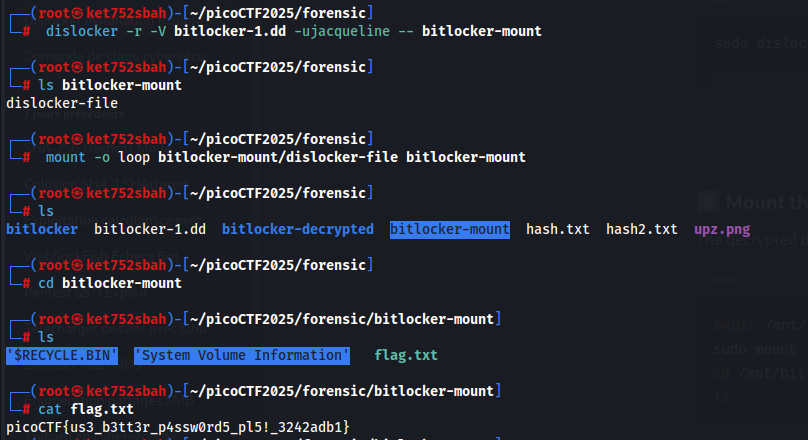 (root㉿ket752sbah)-[~/picoCTF2025/forensic]
# dislocker -r -V bitlocker-1.dd -ujacqueline -- bitlocker-mount
sudo disloc
(root㉿ket752sbah)-[~/picoCTF2025/forensic]
# ls bitlocker-mount
dislocker-file
(root㉿ket752sbah)-[~/picoCTF2025/forensic]
# mount -o loop bitlocker-mount/dislocker-file bitlocker-mount
(root㉿ket752sbah)-[~/picoCTF2025/forensic]
# ls
Mount th
bitlocker bitlocker-1.dd bitlocker-decrypted bitlocker-mount hash.txt hash2.txt upz.png
(root㉿ket752sbah)-[~/picoCTF2025/forensic]
# cd bitlocker-mount
(root㉿ket752sbah)-[~/picoCTF2025/forensic/bitlocker-mount]
# ls
'$RECYCLE.BIN' 'System Volume Information' flag.txt
mkdir /mnt/
sudo mount
cd /mnt/bit
ls
(root㉿ket752sbah)-[~/picoCTF2025/forensic/bitlocker-mount]
# cat flag.txt
picoCTF{us3_b3tt3r_p4ssw0rd5_pl5!_3242adb1}